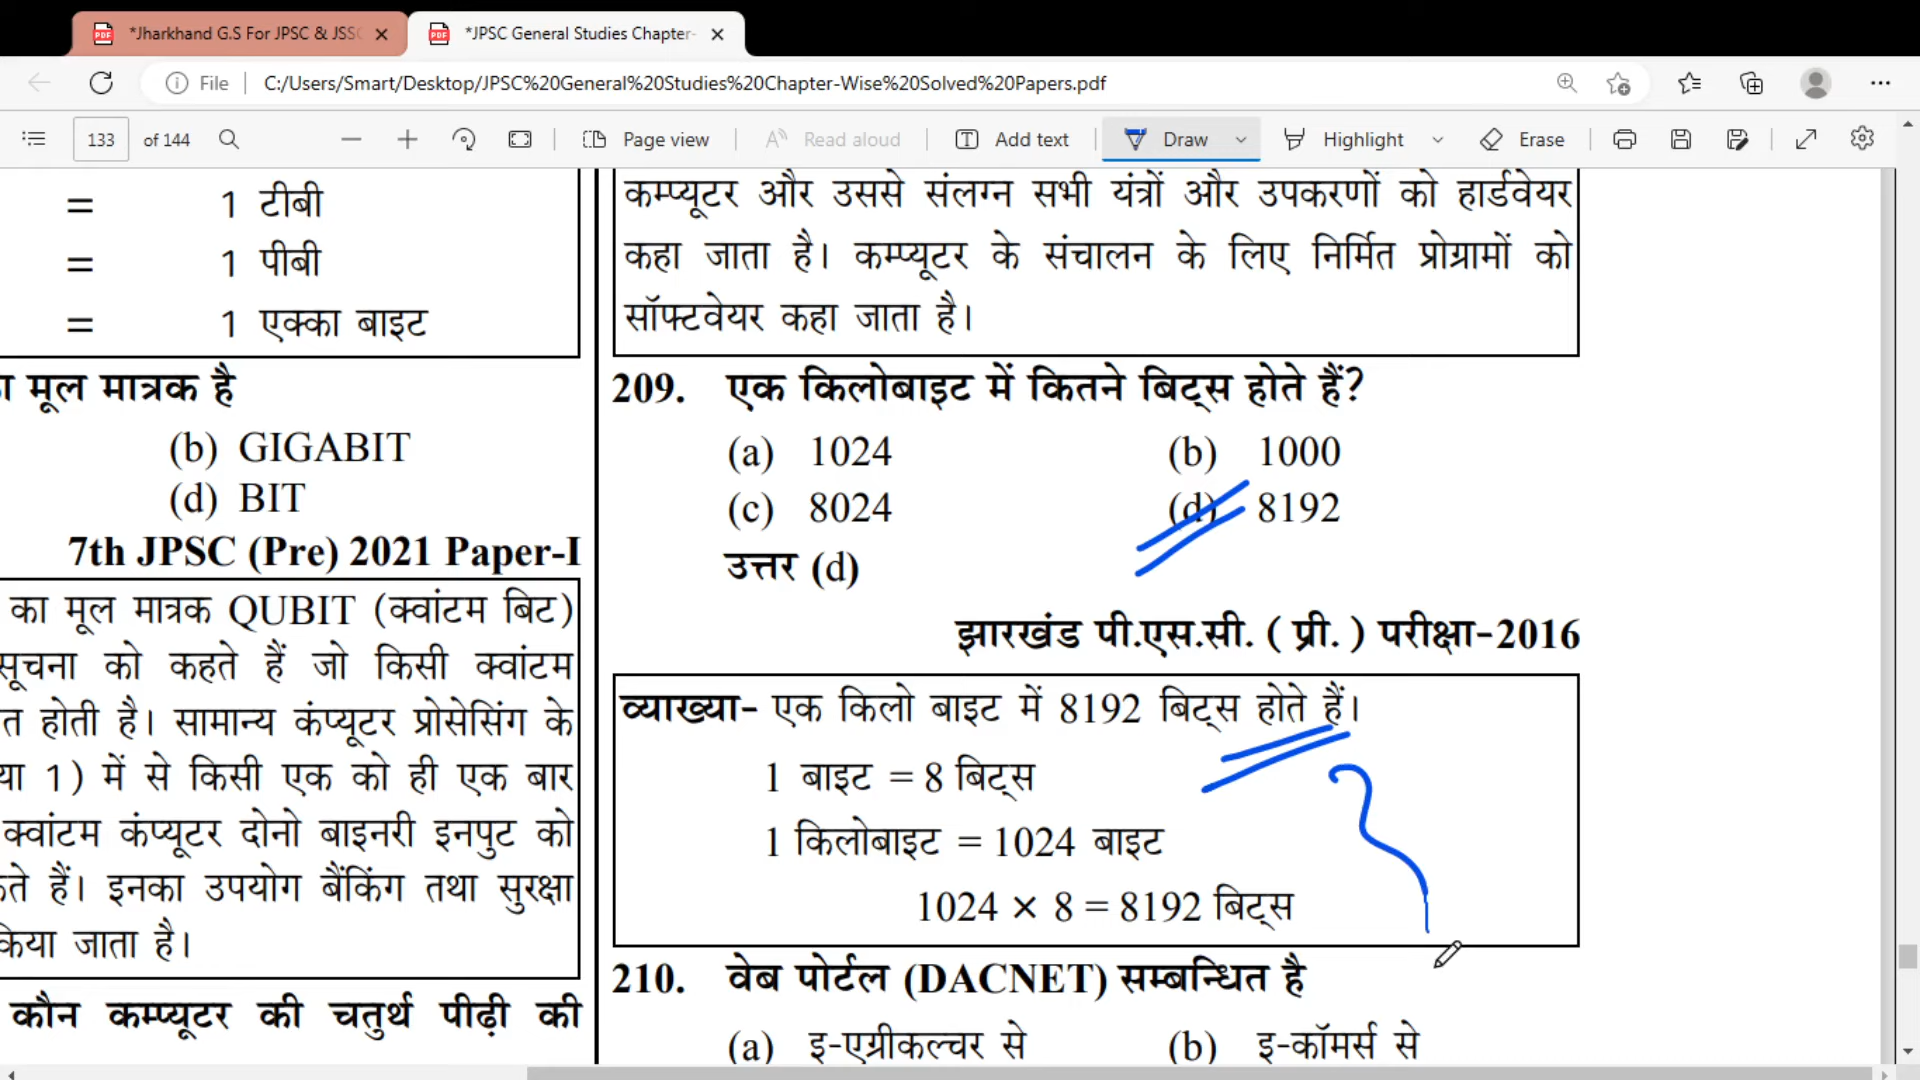 *Jharkhand G.S For JPSC & JSSC
*JPSC General Studies Chapter-
File
C:/Users/Smart/Desktop/JPSC%20General%20Studies%20Chapter-Wise%20Solved%20Papers.pdf
133 of 144
Page view
Read aloud
Add text
Draw
Highlight
Erase
= 1 टीबी
= 1 पीबी
= 1 एक्का बाइट
मूल मात्रक है
(b) GIGABIT
(d) BIT
7th JPSC (Pre) 2021 Paper-I
का मूल मात्रक QUBIT (क्वांटम बिट)
सूचना को कहते हैं जो किसी क्वांटम
होती है। सामान्य कंप्यूटर प्रोसेसिंग के
1) में से किसी एक को ही एक बार
क्वांटम कंप्यूटर दोनो बाइनरी इनपुट को
हैं। इनका उपयोग बैंकिंग तथा सुरक्षा
किया जाता है।
कौन कम्प्यूटर की चतुर्थ पीढ़ी की
कम्प्यूटर और उससे संलग्न सभी यंत्रों और उपकरणों को हार्डवेयर
कहा जाता है। कम्प्यूटर के संचालन के लिए निर्मित प्रोग्रामों को
सॉफ्टवेयर कहा जाता है।
209. एक किलोबाइट में कितने बिट्स होते हैं?
(a) 1024 (b) 1000
(c) 8024 (d) 8192
उत्तर (d)
झारखंड पी.एस.सी. ( प्री. ) परीक्षा-2016
व्याख्या- एक किलो बाइट में 8192 बिट्स होते हैं।
1 बाइट = 8 बिट्स
1 किलोबाइट = 1024 बाइट
1024 × 8 = 8192 बिट्स
210. वेब पोर्टल (DACNET) सम्बन्धित है
(a) इ-एग्रीकल्चर से (b) इ-कॉमर्स से